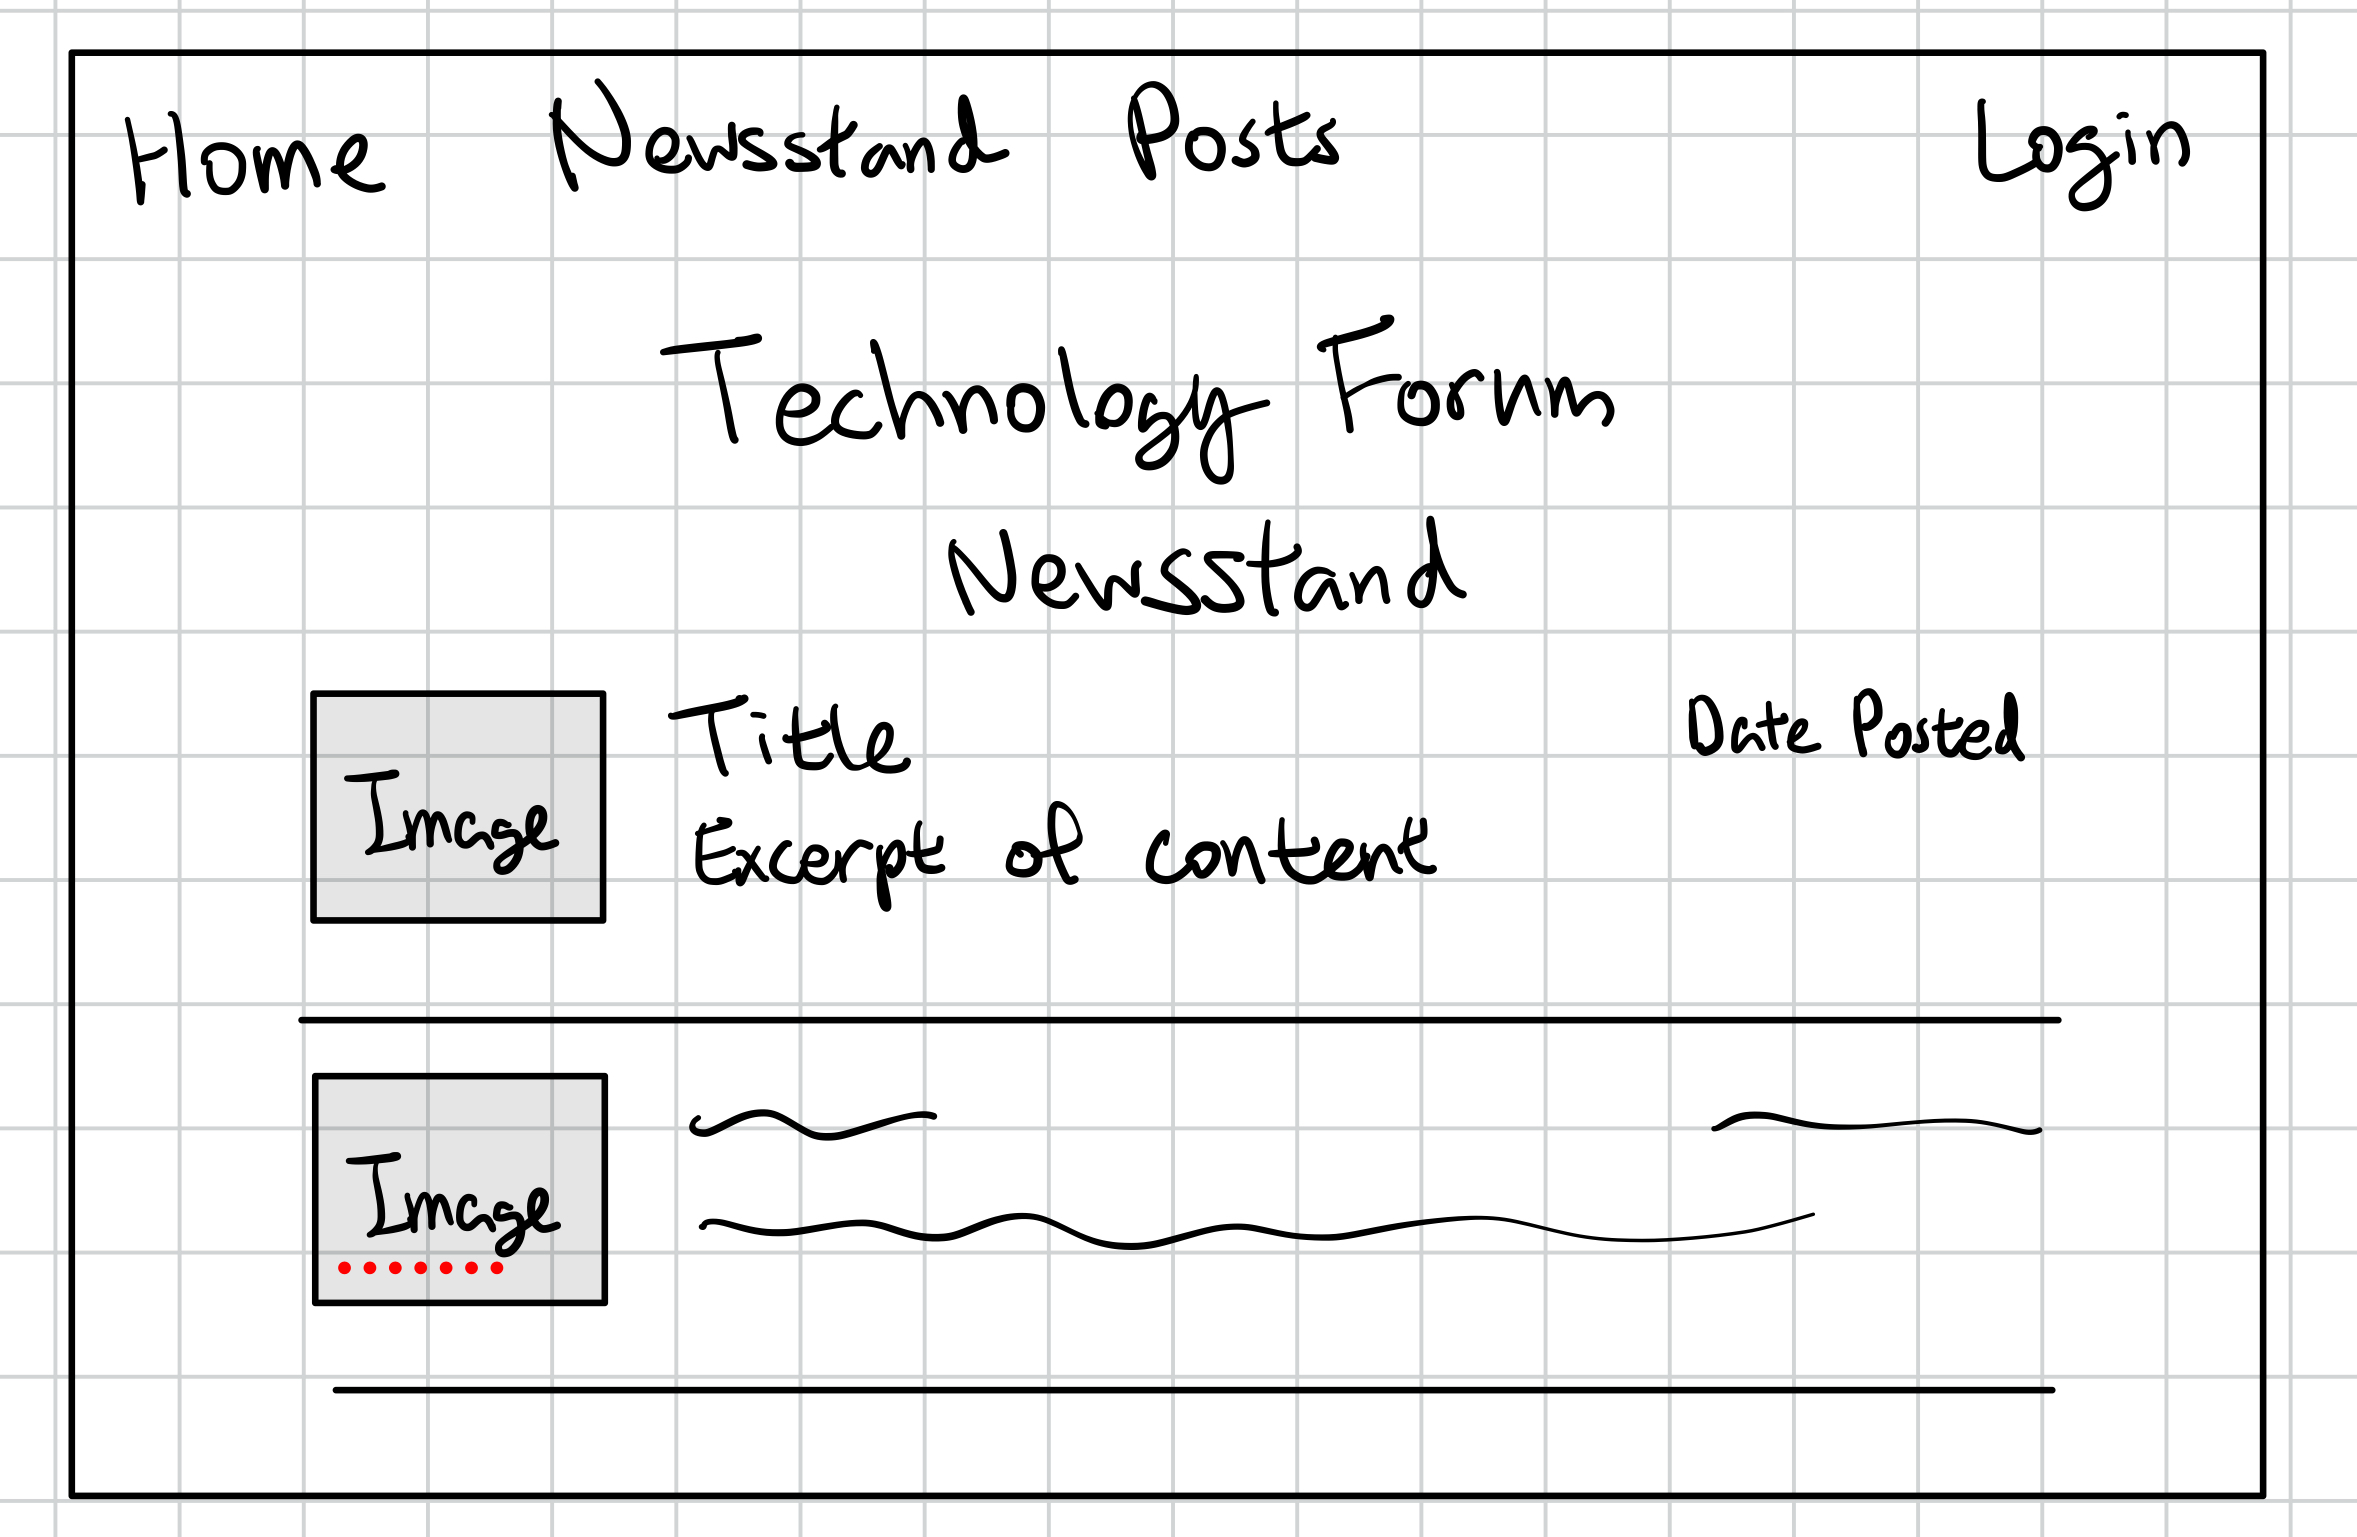 Home Newsstand Posts Login
Technology Forum
Newsstand
Title Date Posted
Image
Excerpt of content
Image